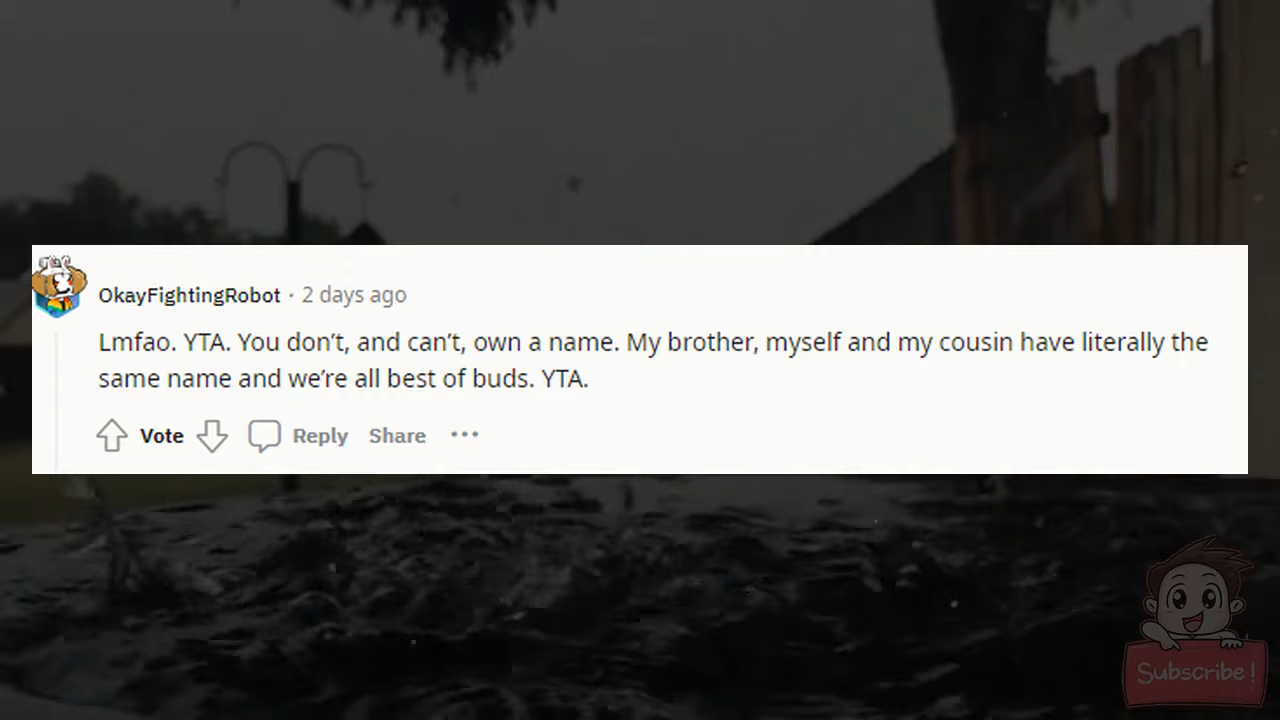 OkayFightingRobot · 2 days ago
Lmfao. YTA. You don’t, and can’t, own a name. My brother, myself and my cousin have literally the
same name and we’re all best of buds. YTA.
Vote Reply Share ···
Subscribe!